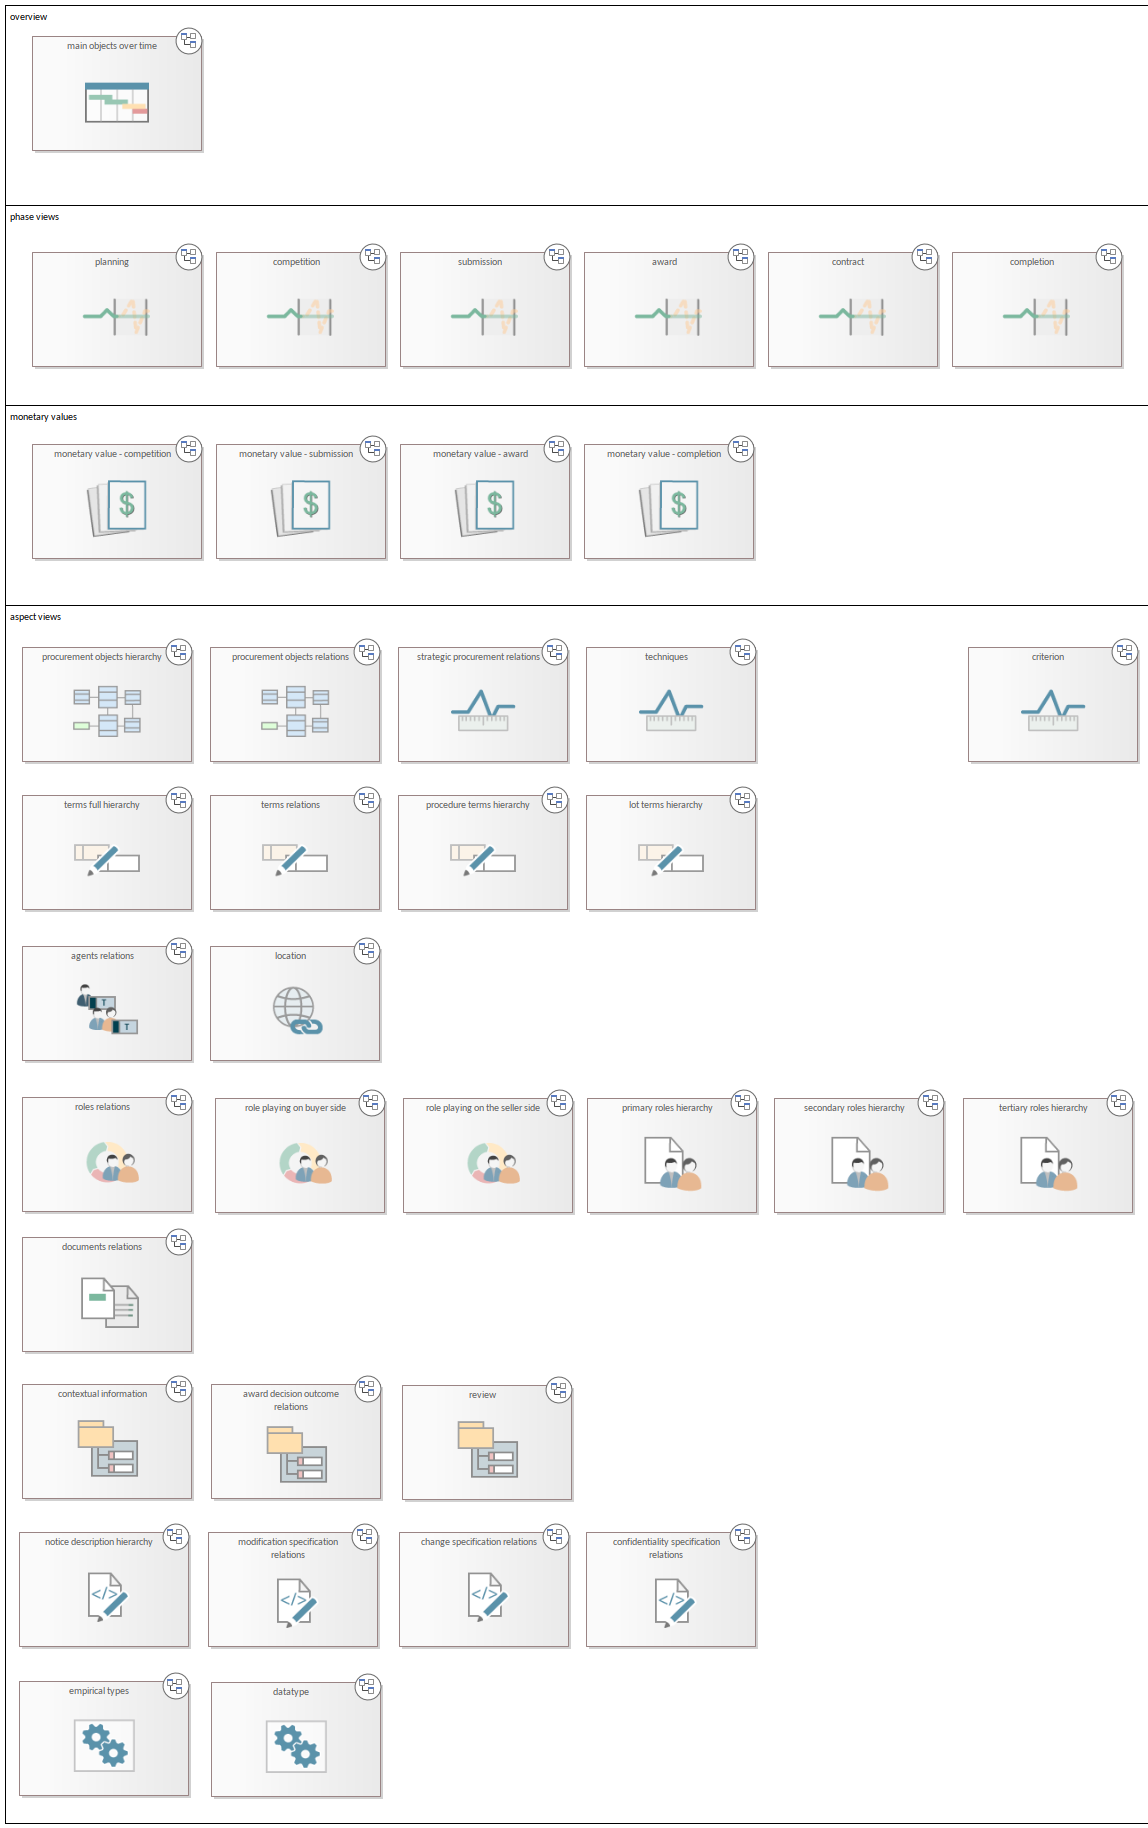 overview
main objects over time
phase views
planning
competition
submission
award
contract
completion
monetary values
monetary value - competition
monetary value - submission
monetary value - award
monetary value - completion
$
$
$
$
aspect views
procurement objects hierarchy
procurement objects relations
strategic procurement relations
techniques
criterion
terms full hierarchy
terms relations
procedure terms hierarchy
lot terms hierarchy
agents relations
location
T
T
roles relations
role playing on buyer side
role playing on the seller side
primary roles hierarchy
secondary roles hierarchy
tertiary roles hierarchy
documents relations
contextual information
award decision outcome
relations
review
notice description hierarchy
modification specification
relations
change specification relations
confidentiality specification
relations
</>
</>
</>
</>
empirical types
datatype